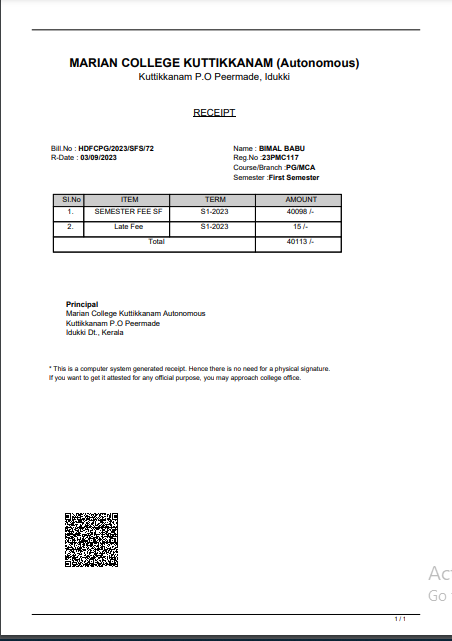 MARIAN COLLEGE KUTTIKKANAM (Autonomous)
Kuttikkanam P.O Peermade, Idukki
RECEIPT
Bill.No : HDFCPG/2023/SFS/72
R-Date : 03/09/2023
Name : BIMAL BABU
Reg.No :23PMC117
Course/Branch :PG/MCA
Semester :First Semester
Sl.No ITEM TERM AMOUNT
1. SEMESTER FEE SF S1-2023 40098 /-
2. Late Fee S1-2023 15 /-
Total 40113 /-
Principal
Marian College Kuttikkanam Autonomous
Kuttikkanam P.O Peermade
Idukki Dt., Kerala
* This is a computer system generated receipt. Hence there is no need for a physical signature.
If you want to get it attested for any official purpose, you may approach college office.
Go
1 / 1